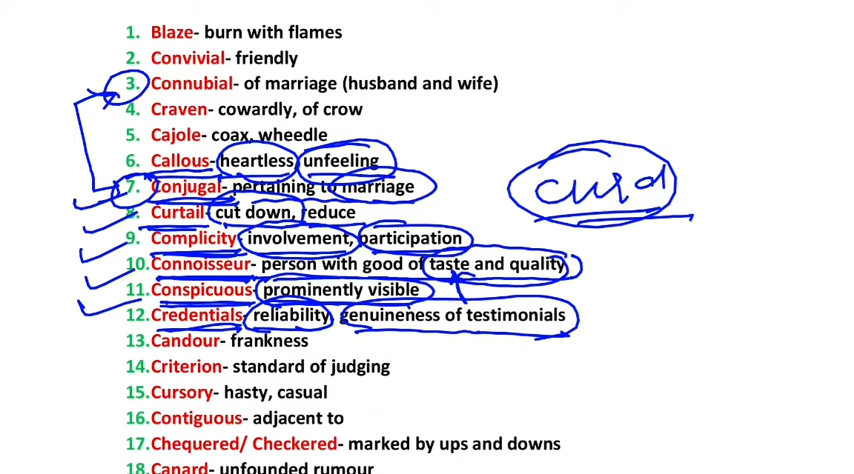 1. Blaze- burn with flames
2. Convivial- friendly
3. Connubial- of marriage (husband and wife)
4. Craven- cowardly, of crow
5. Cajole- coax, wheedle
6. Callous- heartless, unfeeling
7. Conjugal- pertaining to marriage
8. Curtail- cut down, reduce
9. Complicity- involvement, participation
10. Connoisseur- person with good of taste and quality
11. Conspicuous- prominently visible
12. Credentials- reliability, genuineness of testimonials
13. Candour- frankness
14. Criterion- standard of judging
15. Cursory- hasty, casual
16. Contiguous- adjacent to
17. Chequered/ Checkered- marked by ups and downs
18. Canard- unfounded rumour
curd